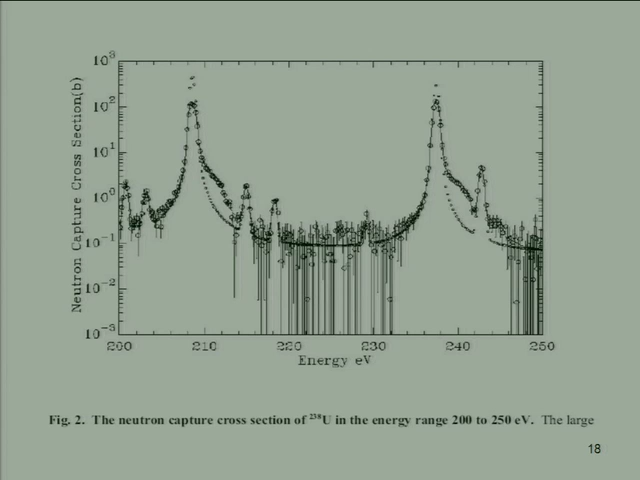 10³
10²
10¹
10⁰
10⁻¹
10⁻²
10⁻³
Neutron Capture Cross Section(b)
200 210 220 230 240 250
Energy eV
Fig. 2. The neutron capture cross section of ²³⁸U in the energy range 200 to 250 eV. The large
18